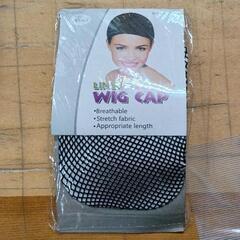 WIG CAP
•Breathable
•Stretch fabric
•Appropriate length